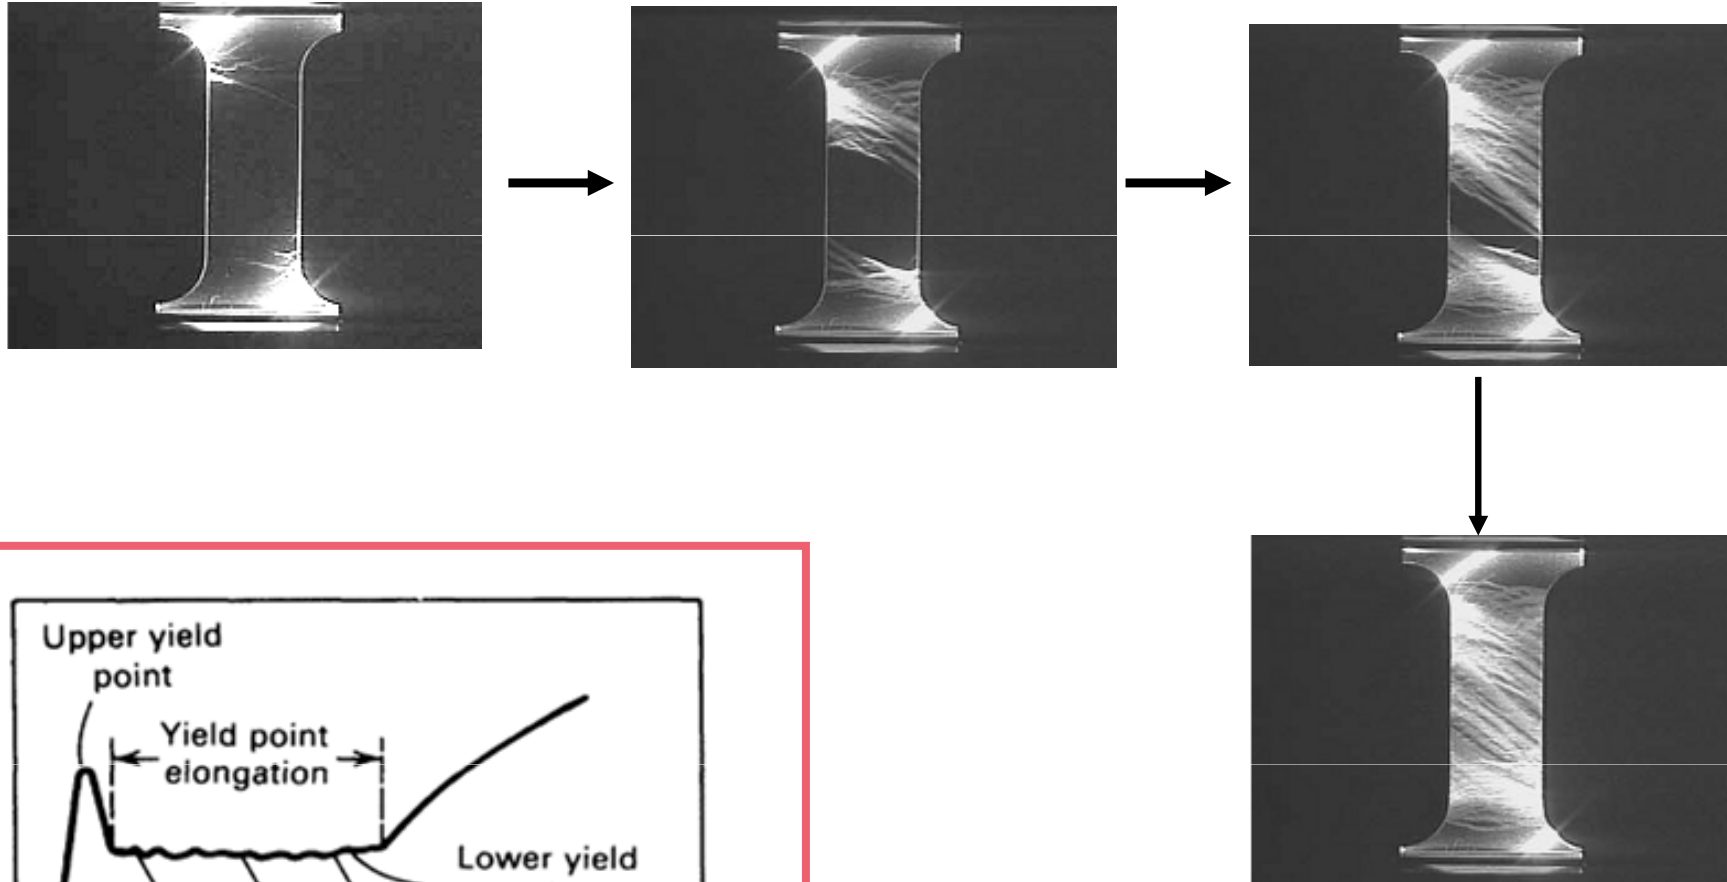 Upper yield
point
Yield point
elongation
Lower yield